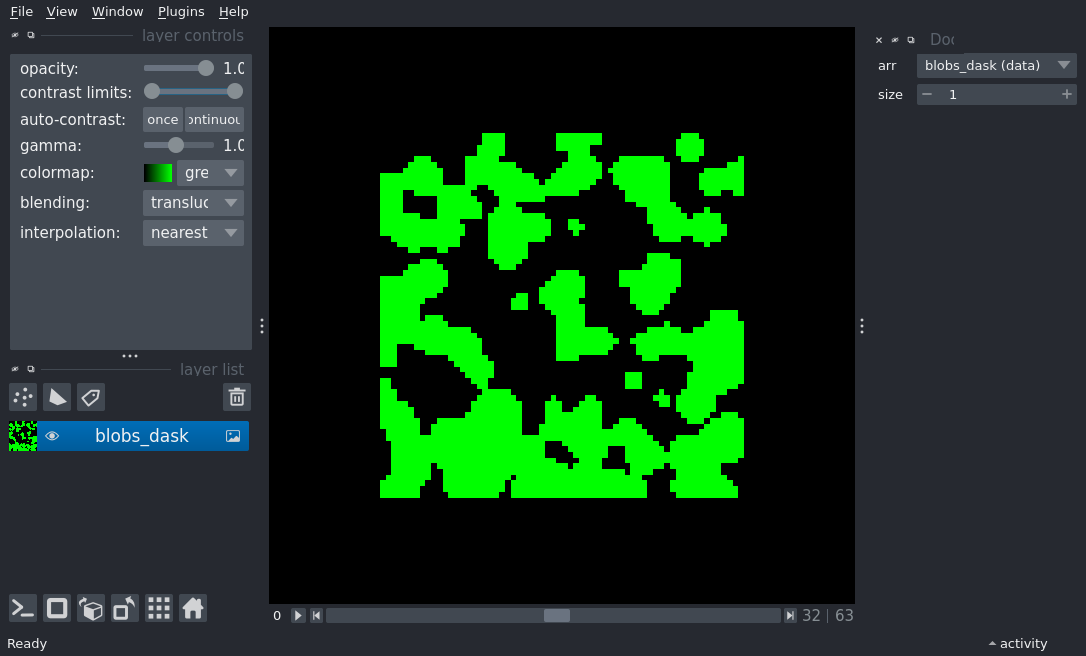 File View Window Plugins Help
layer controls
opacity: 1.0
contrast limits:
auto-contrast: once ontinuou
gamma: 1.0
colormap: gre
blending: transluc
interpolation: nearest
layer list
blobs_dask
0 32 | 63
Ready
Doc
arr blobs_dask (data)
size 1
activity